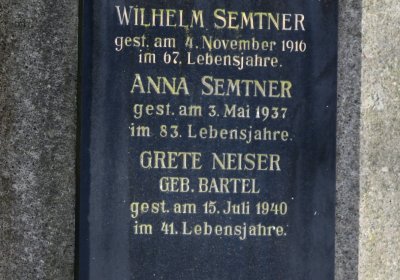 WILHELM SEMTNER
gest. am 4. November 1916
im 67. Lebensjahre.
ANNA SEMTNER
gest. am 3. Mai 1937
im 83. Lebensjahre.
GRETE NEISER
GEB. BARTEL
gest. am 15. Juli 1940
im 41. Lebensjahre.